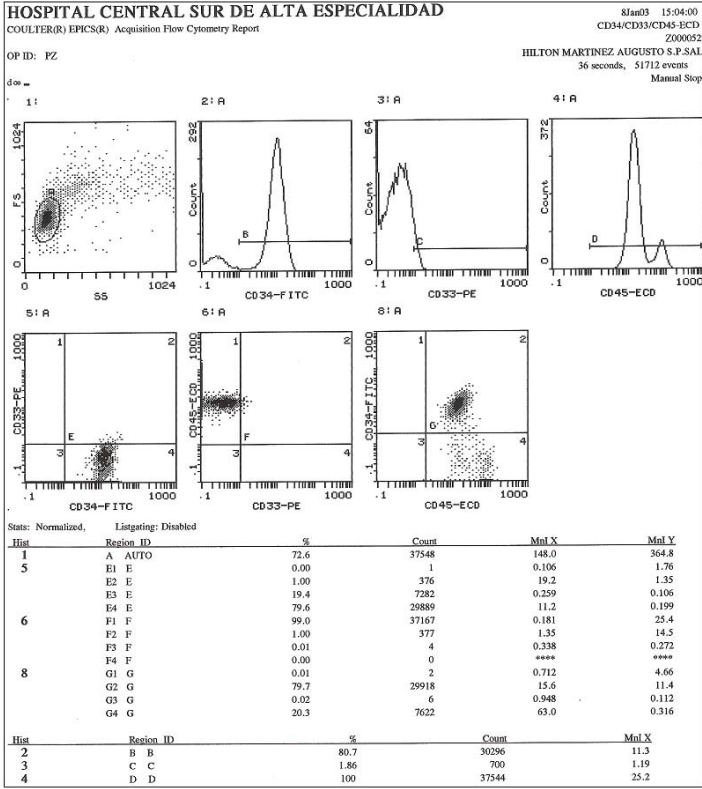 HOSPITAL CENTRAL SUR DE ALTA ESPECIALIDAD
COULTER(R) EPICS(R) Acquisition Flow Cytometry Report
8Jan03 15:04:00
CD34/CD33/CD45-ECD
Z000052
OP ID: PZ
HILTON MARTINEZ AUGUSTO S.P.SAL
36 seconds, 51712 events
Manual Stop
1:
2: A
3: A
4: A
1024
FS
0
A
0 SS 1024
292
Count
0
B
.1 1000
CD34-FITC
64
Count
0
C
.1 1000
CD33-PE
372
Count
0
D
.1 1000
CD45-ECD
5: A
6: A
8: A
1000
CD33-PE
.1
1 2
E
3 4
.1 1000
CD34-FITC
1000
CD45-ECD
.1
1 2
F
3 4
.1 1000
CD33-PE
1000
CD34-FITC
.1
1 2
G
3 4
.1 1000
CD45-ECD
Stats: Normalized, Listgating: Disabled
Hist Region ID % Count MnI X MnI Y
1 A AUTO 72.6 37548 148.0 364.8
5 E1 E 0.00 1 0.106 1.76
E2 E 1.00 376 19.2 1.35
E3 E 19.4 7282 0.259 0.106
E4 E 79.6 29889 11.2 0.199
6 F1 F 99.0 37167 0.181 25.4
F2 F 1.00 377 1.35 14.5
F3 F 0.01 4 0.338 0.272
F4 F 0.00 0 **** ****
8 G1 G 0.01 2 0.712 4.66
G2 G 79.7 29918 15.6 11.4
G3 G 0.02 6 0.948 0.112
G4 G 20.3 7622 63.0 0.316
Hist Region ID % Count MnI X
2 B B 80.7 30296 11.3
3 C C 1.86 700 1.19
4 D D 100 37544 25.2